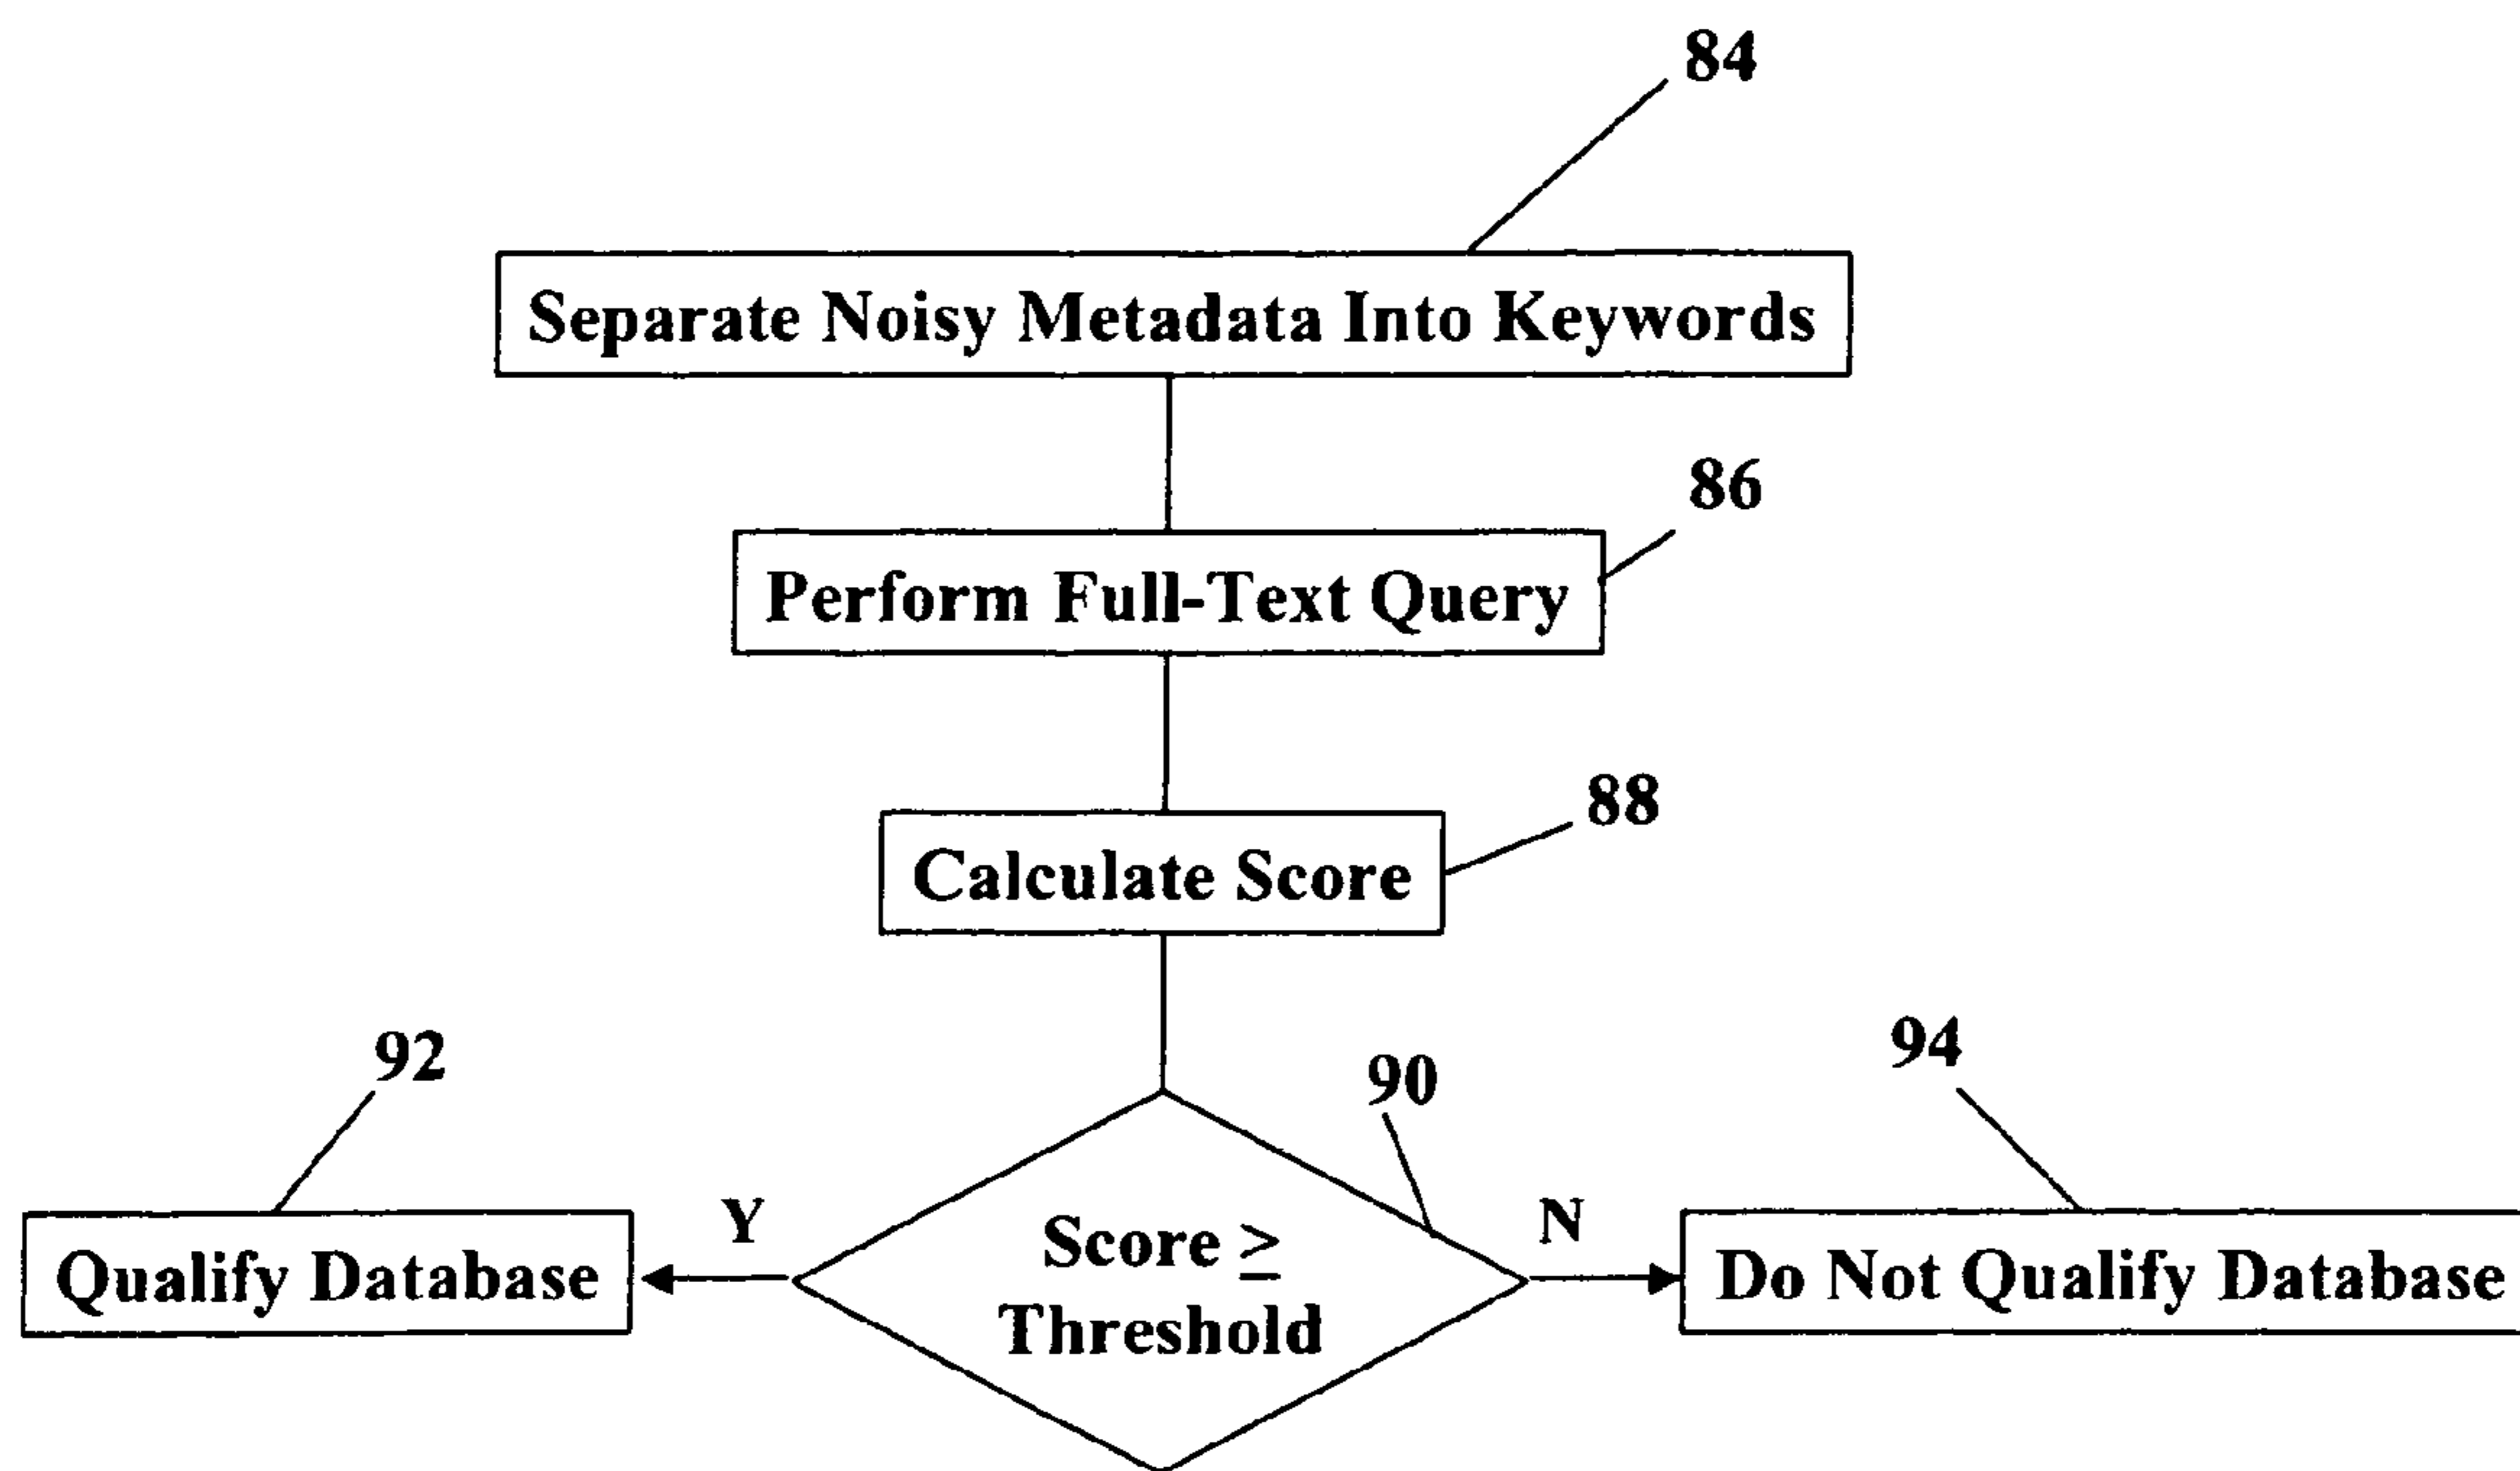 84
Separate Noisy Metadata Into Keywords
86
Perform Full-Text Query
88
Calculate Score
92
90
94
Y
N
Qualify Database
Score ≥
Threshold
Do Not Qualify Database